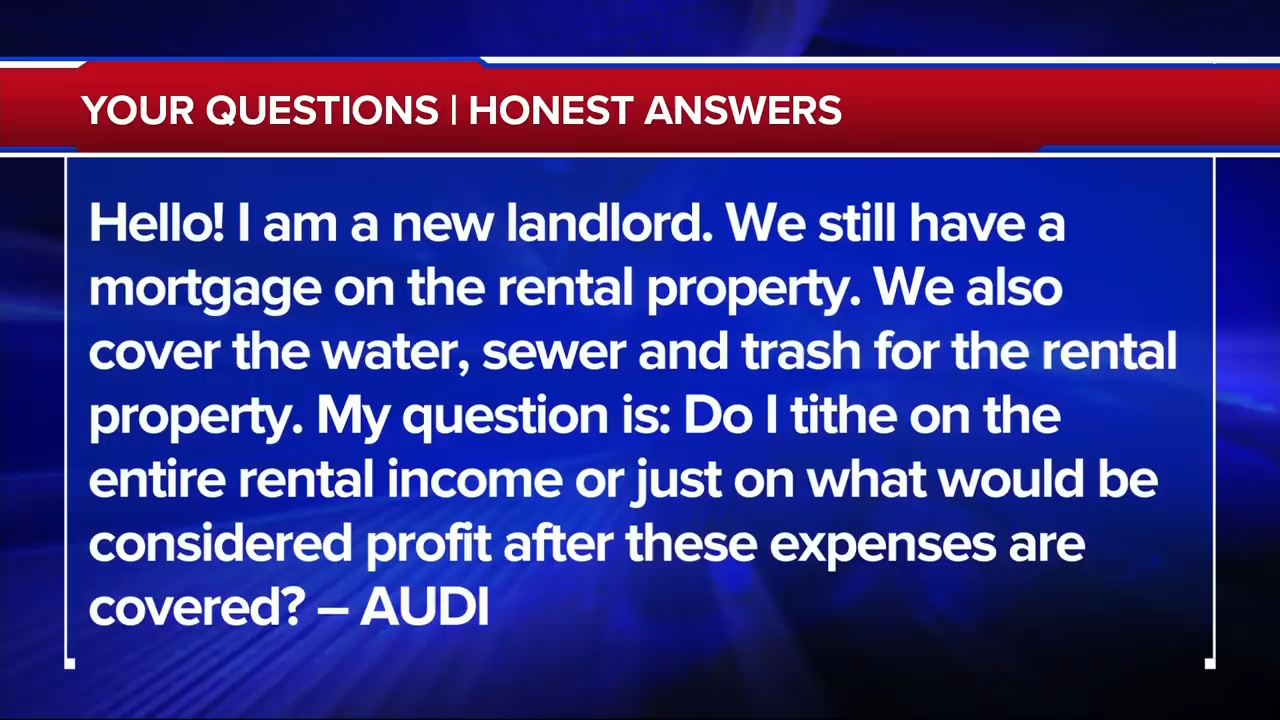 YOUR QUESTIONS | HONEST ANSWERS
Hello! I am a new landlord. We still have a
mortgage on the rental property. We also
cover the water, sewer and trash for the rental
property. My question is: Do I tithe on the
entire rental income or just on what would be
considered profit after these expenses are
covered? – AUDI